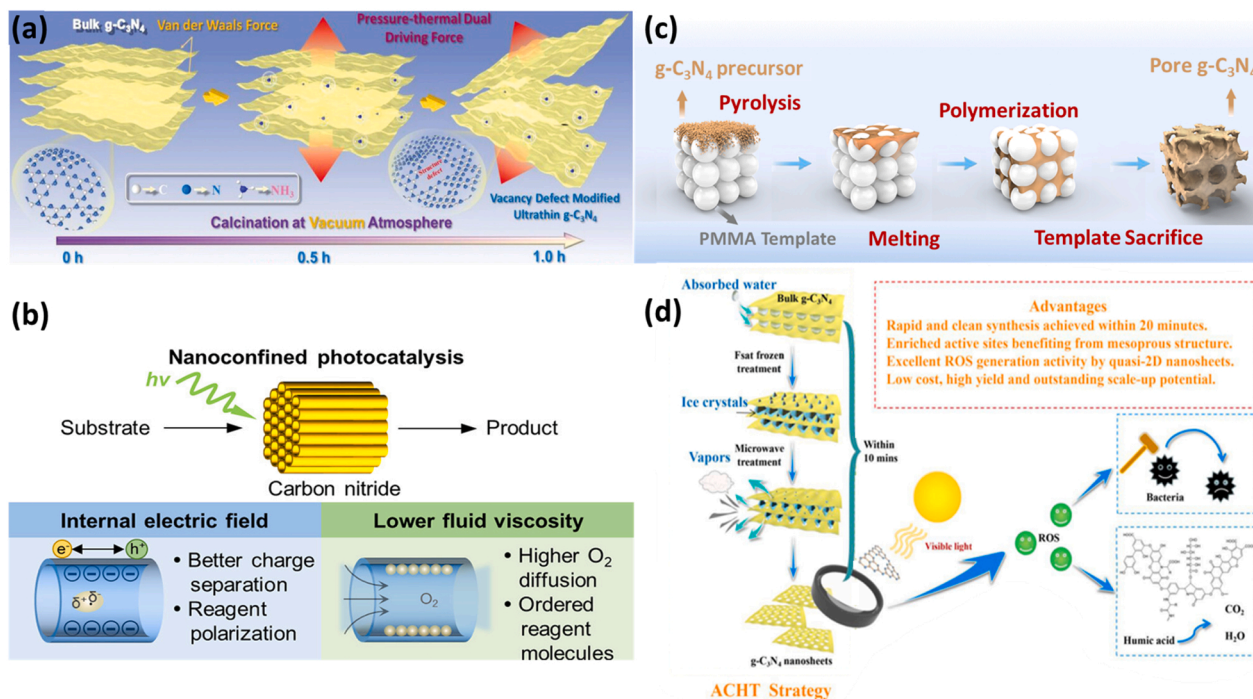 (a)
Bulk g-C3N4
Van der Waals Force
Pressure-thermal Dual
Driving Force
C
N
NH3
Structure
defect
Vacancy Defect Modified
Ultrathin g-C3N4
Calcination at Vacuum Atmosphere
0 h
0.5 h
1.0 h
(b)
Nanoconfined photocatalysis
hv
Substrate
Product
Carbon nitride
Internal electric field
e-
h+
δ+ δ-
• Better charge
separation
• Reagent
polarization
Lower fluid viscosity
O2
• Higher O2
diffusion
• Ordered
reagent
molecules
(c)
g-C3N4 precursor
Pyrolysis
Polymerization
Pore g-C3N4
PMMA Template
Melting
Template Sacrifice
(d)
Absorbed water
Bulk g-C3N4
Fsat frozen
treatment
Ice crystals
Microwave
treatment
Vapors
Within
10 mins
g-C3N4 nanosheets
ACHT Strategy
Advantages
Rapid and clean synthesis achieved within 20 minutes.
Enriched active sites benefiting from mesoprous structure.
Excellent ROS generation activity by quasi-2D nanosheets.
Low cost, high yield and outstanding scale-up potential.
Visible light
ROS
Bacteria
Humic acid
CO2
H2O